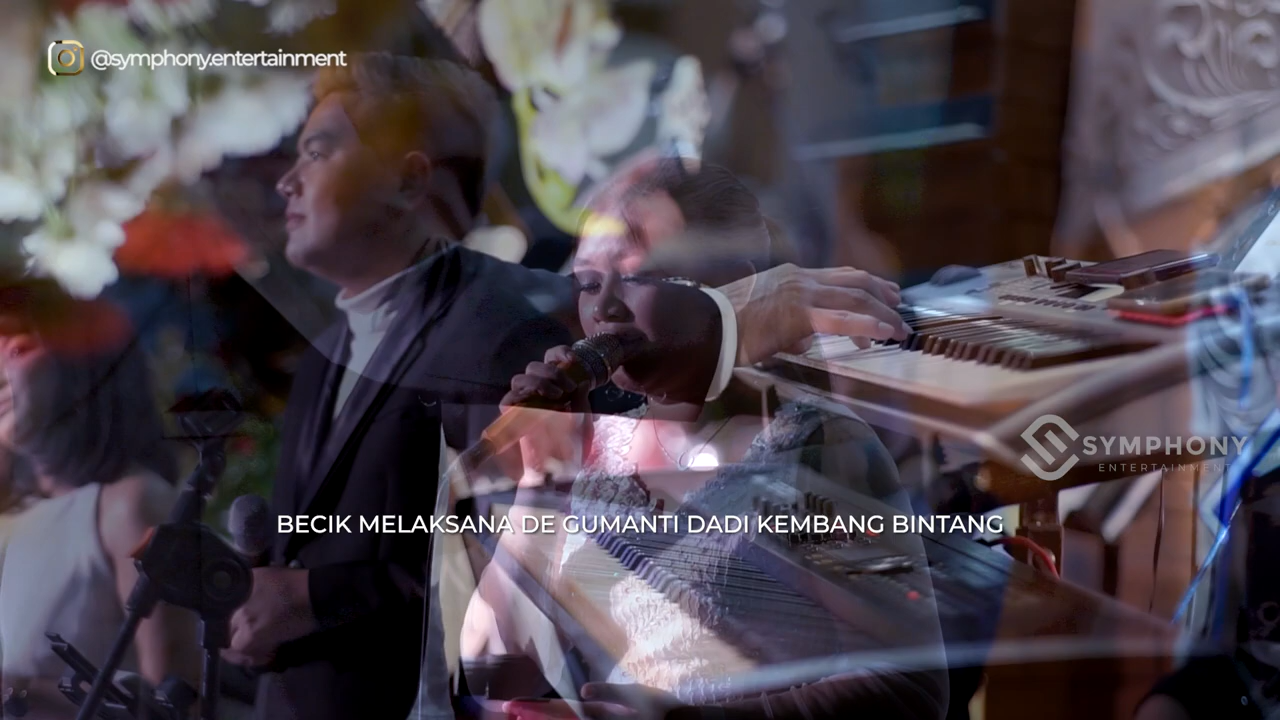 @symphony.entertainment
SYMPHONY
ENTERTAINMENT
BECIK MELAKSANA DE GUMANTI DADI KEMBANG BINTANG